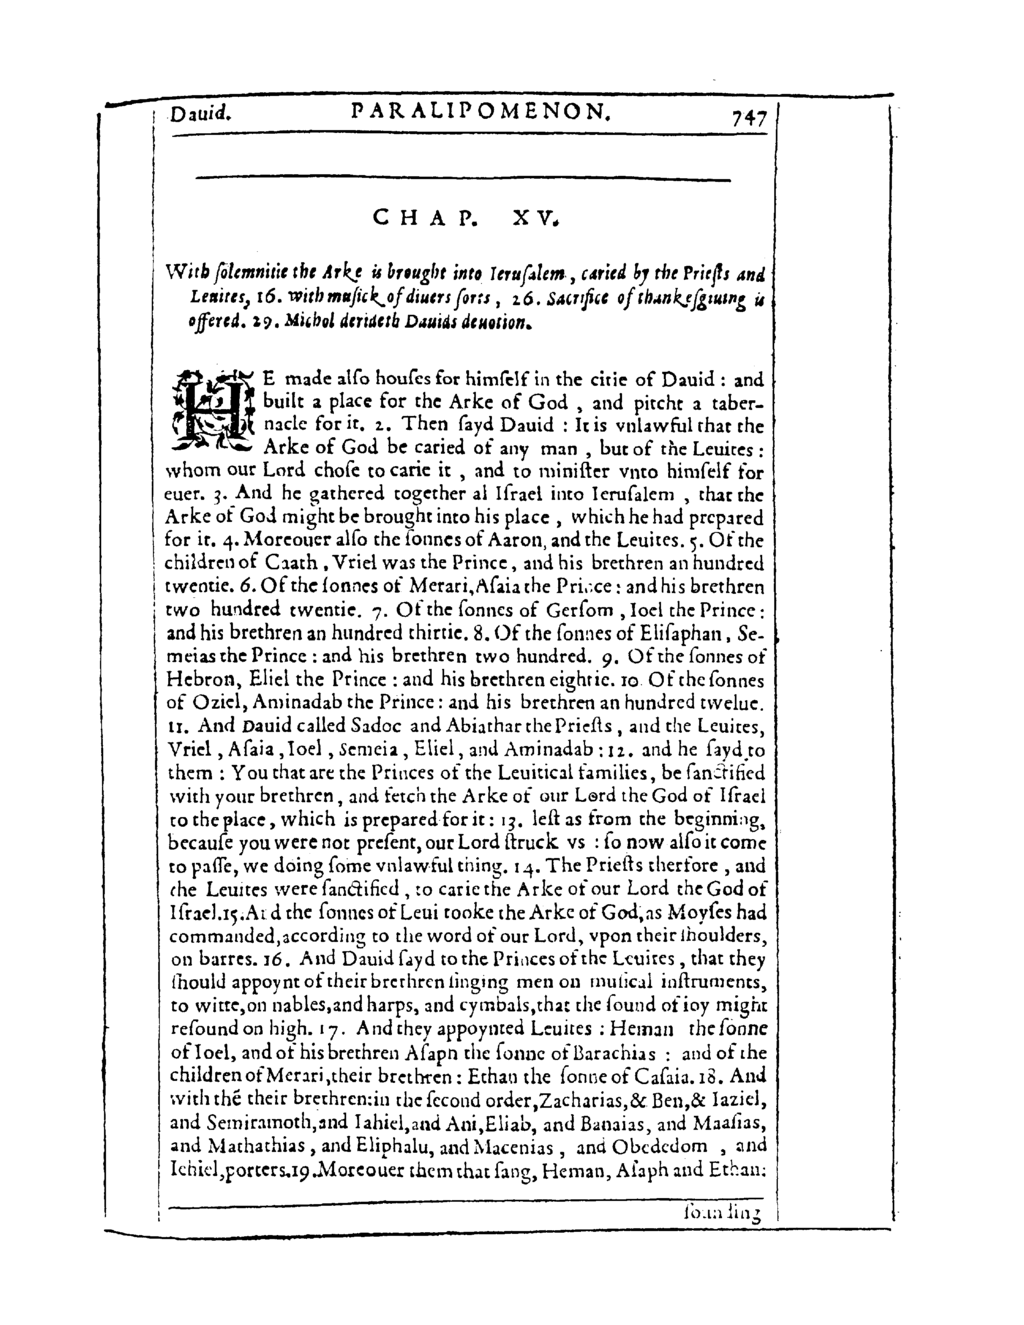 Dauid. PARALIPOMENON. 747
CHAP. XV.
With ſolemnitie the Arke is brought into Ieruſalem, caried by the Prieſts and
Leuites, 16. with muſick of diuers ſorts, 26. Sacrifice of thankeſgiuing is
offered. 29. Michol derideth Dauids deuotion.
HE made alſo houſes for himſelf in the citie of Dauid : and
built a place for the Arke of God , and pitcht a taber-
nacle for it. 2. Then ſayd Dauid : It is vnlawful that the
Arke of God be caried of any man , but of the Leuites :
whom our Lord choſe to carie it , and to miniſter vnto himſelf for
euer. 3. And he gathered together al Iſrael into Ieruſalem , that the
Arke of God might be brought into his place , which he had prepared
for it. 4. Moreouer alſo the ſonnes of Aaron, and the Leuites. 5. Of the
children of Caath , Vriel was the Prince, and his brethren an hundred
twentie. 6. Of the ſonnes of Merari, Aſaia the Prince : and his brethren
two hundred twentie. 7. Of the ſonnes of Gerſom , Ioel the Prince :
and his brethren an hundred thirtie. 8. Of the ſonnes of Eliſaphan, Se-
meias the Prince : and his brethren two hundred. 9. Of the ſonnes of
Hebron, Eliel the Prince : and his brethren eightie. 10 Of the ſonnes
of Oziel, Aminadab the Prince : and his brethren an hundred twelue.
11. And Dauid called Sadoc and Abiathar the Prieſts, and the Leuites,
Vriel , Aſaia , Ioel , Semeia , Eliel, and Aminadab : 12. and he ſayd to
them : You that are the Princes of the Leuitical families, be ſanctified
with your brethren, and fetch the Arke of our Lord the God of Iſrael
to the place, which is prepared for it : 13. leſt as from the beginning,
becauſe you were not preſent, our Lord ſtruck vs : ſo now alſo it come
to paſſe, we doing ſome vnlawful thing. 14. The Prieſts therfore , and
the Leuites were ſanctified , to carie the Arke of our Lord the God of
Iſrael. 15. And the ſonnes of Leui tooke the Arke of God, as Moyſes had
commanded, according to the word of our Lord, vpon their ſhoulders,
on barres. 16. And Dauid ſayd to the Princes of the Leuites , that they
ſhould appoynt of their brethren ſinging men on muſical inſtruments,
to witte, on nables, and harps, and cymbals, that the ſound of ioy might
reſound on high. 17. And they appoynted Leuites : Heman the ſonne
of Ioel, and of his brethren Aſaph the ſonne of Barachias : and of the
children of Merari, their brethren : Ethan the ſonne of Caſaia. 18. And
with thē their brethren: in the ſecond order, Zacharias, & Ben, & Iaziel,
and Semiramoth, and Iahiel, and Ani, Eliab, and Banaias, and Maaſias,
and Mathathias , and Eliphalu, and Macenias , and Obededom , and
Iehiel, porters. 19. Moreouer them that ſang, Heman, Aſaph and Ethan:
ſounding